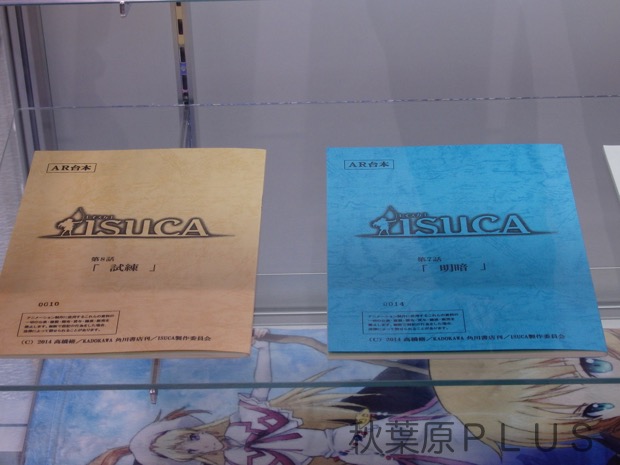 AR台本
ISUCA
第8話
「 試練 」
0010
(C) 2014 高橋脩／KADOKAWA 角川書店刊／ISUCA製作委員会
AR台本
ISUCA
第7話
「 明暗 」
0014
(C) 2014 高橋脩／KADOKAWA 角川書店刊／ISUCA製作委員会
秋葉原PLUS